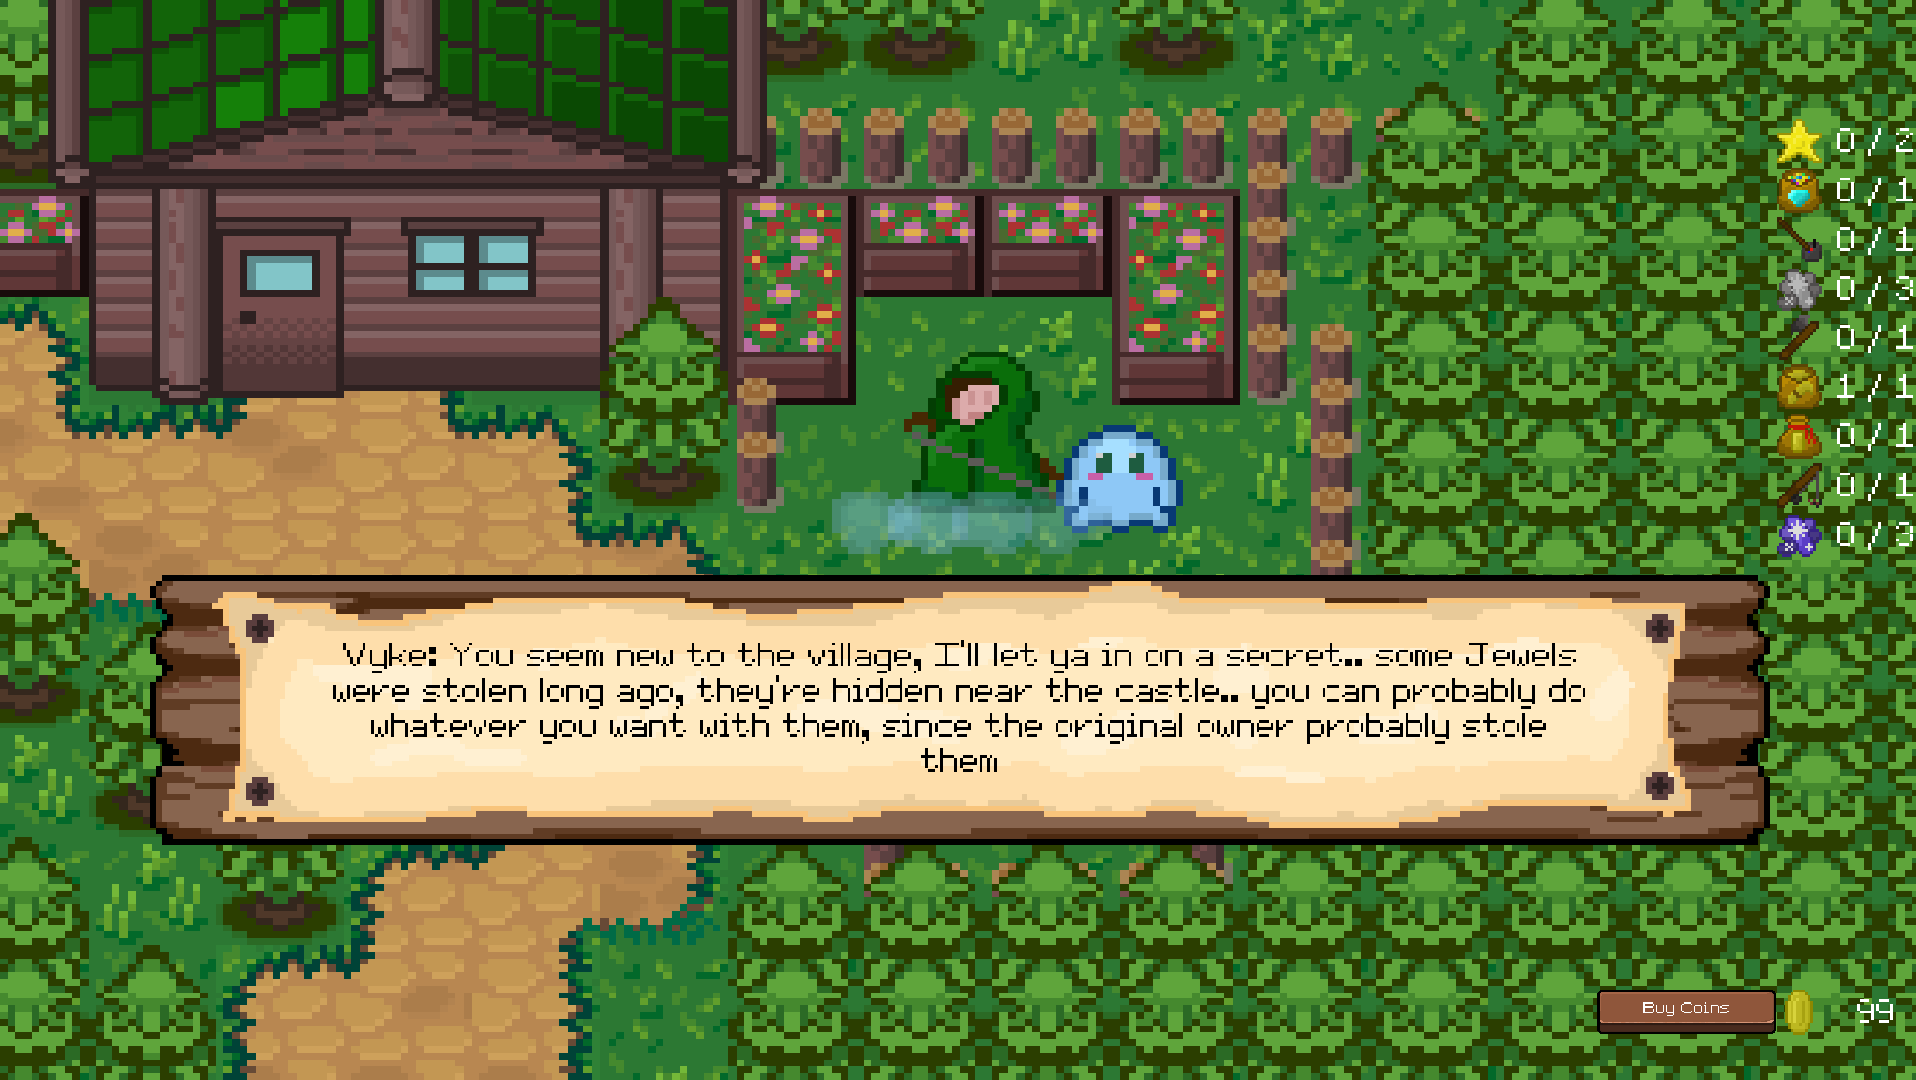 0/2
0/1
0/1
0/3
0/1
1/1
0/1
0/1
0/3
Vyke: You seem new to the village, I'll let ya in on a secret.. some Jewels
were stolen long ago, they're hidden near the castle.. you can probably do
whatever you want with them, since the original owner probably stole
them
Buy Coins
99